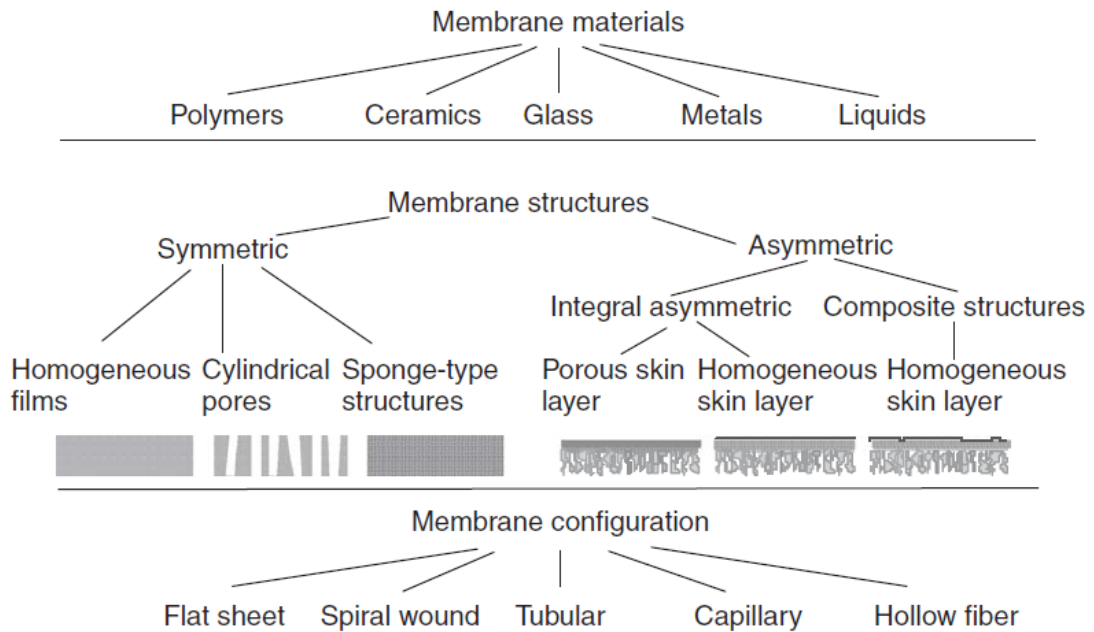 Membrane materials
Polymers Ceramics Glass Metals Liquids
Membrane structures
Symmetric Asymmetric
Integral asymmetric Composite structures
Homogeneous films
Cylindrical pores
Sponge-type structures
Porous skin layer
Homogeneous skin layer
Homogeneous skin layer
Membrane configuration
Flat sheet Spiral wound Tubular Capillary Hollow fiber